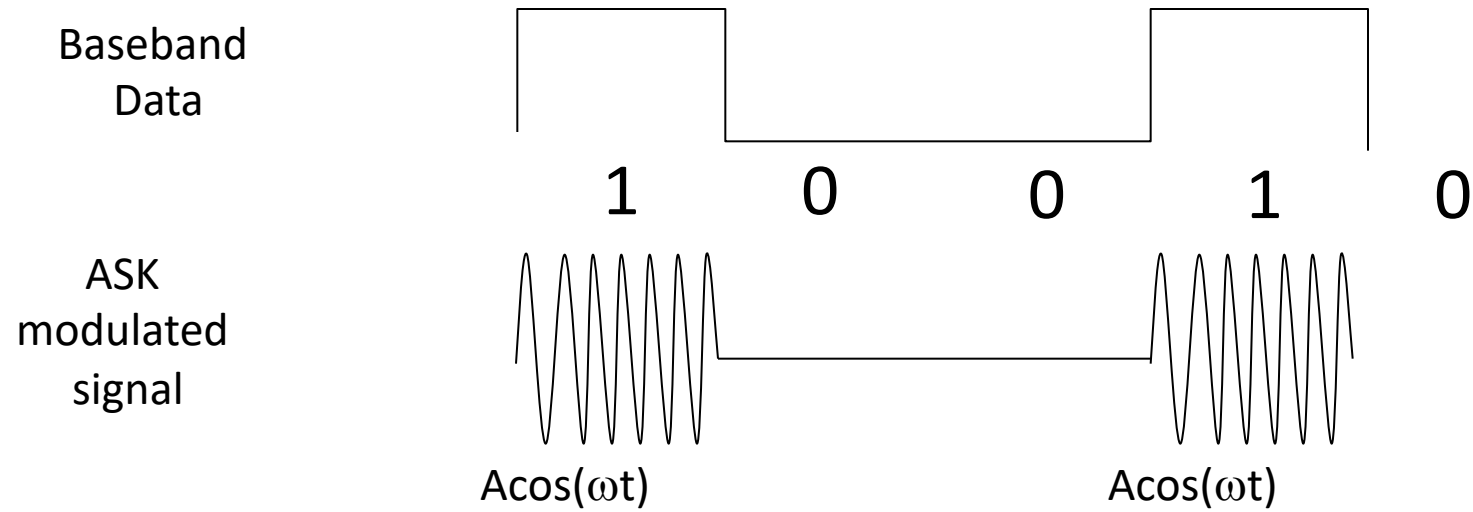 Baseband
Data
1 0 0 1 0
ASK
modulated
signal
Acos(ωt) Acos(ωt)